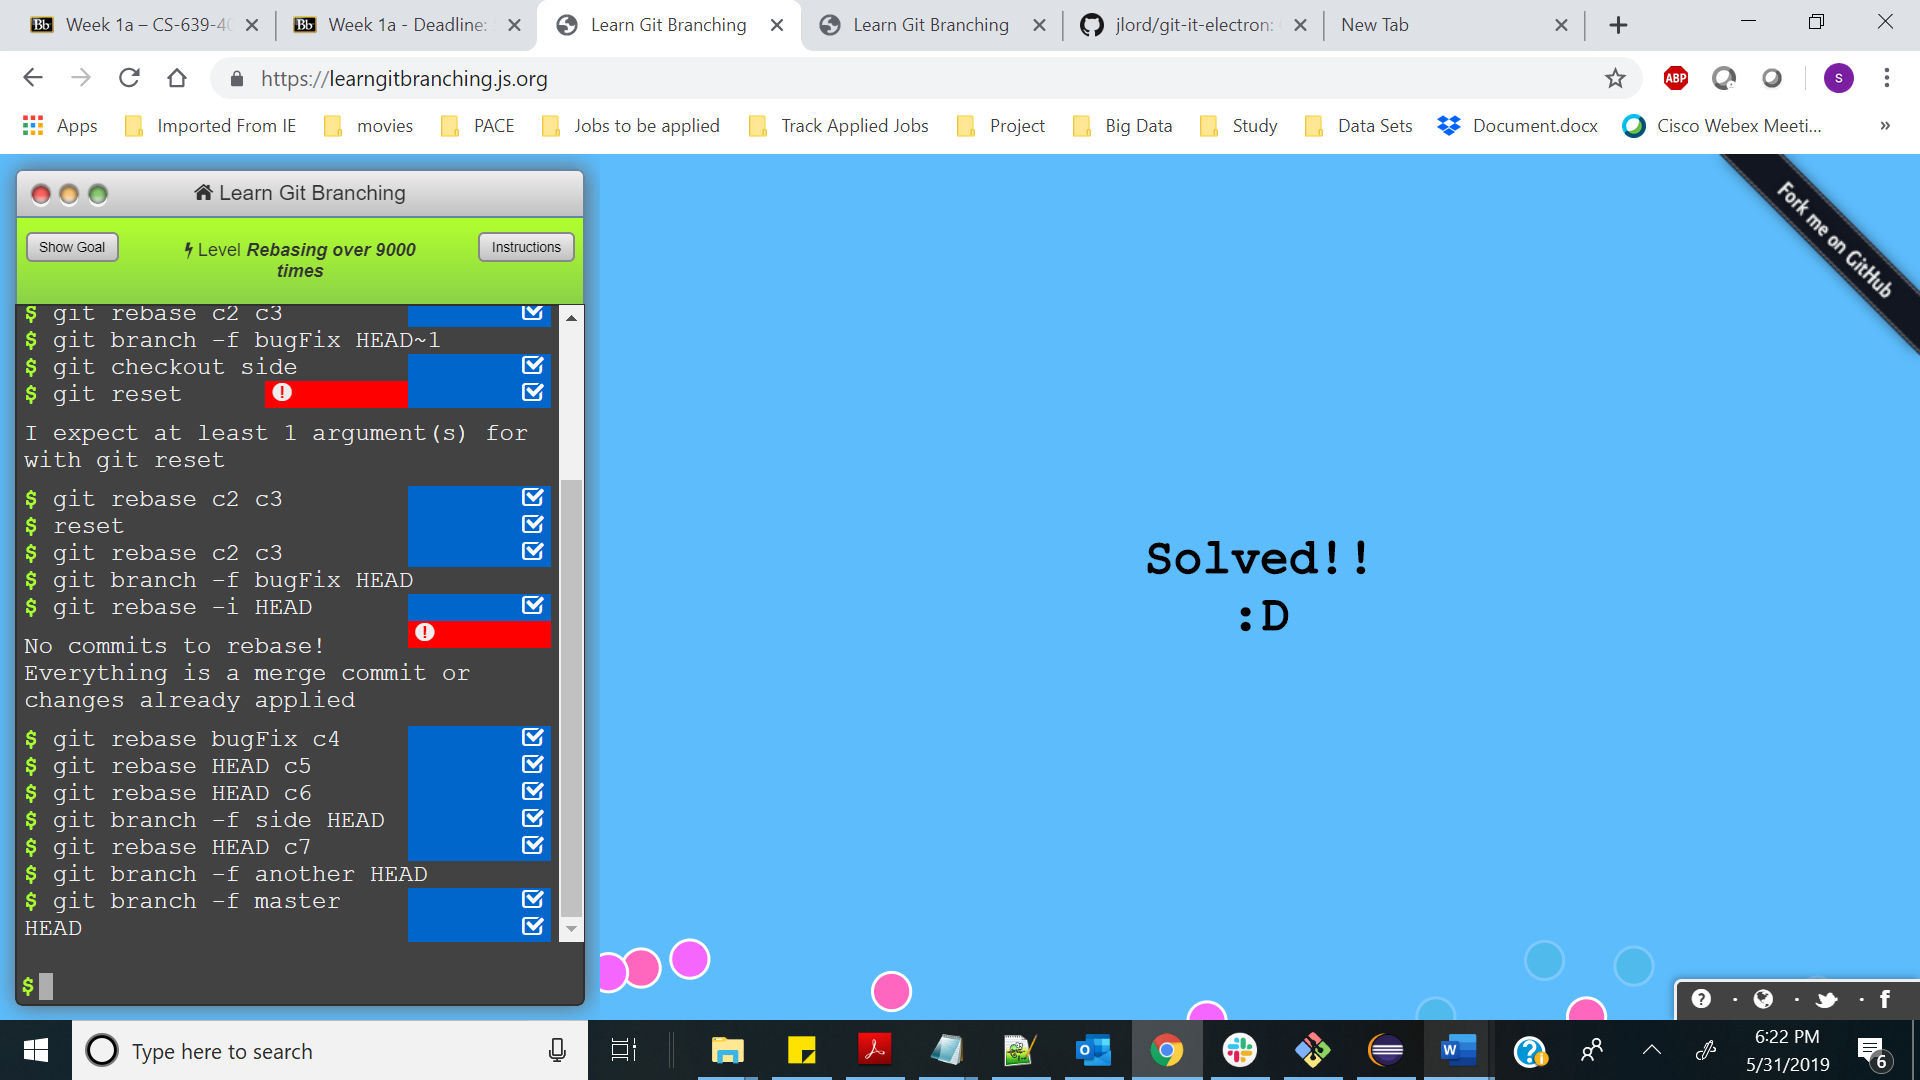 Week 1a – CS-639-40
Week 1a - Deadline:
Learn Git Branching
Learn Git Branching
jlord/git-it-electron:
New Tab
https://learngitbranching.js.org
ABP
S
Apps
Imported From IE
movies
PACE
Jobs to be applied
Track Applied Jobs
Project
Big Data
Study
Data Sets
Document.docx
Cisco Webex Meeti...
»
Learn Git Branching
Show Goal
Level Rebasing over 9000
times
Instructions
Fork me on GitHub
$ git rebase c2 c3
$ git branch -f bugFix HEAD~1
$ git checkout side
$ git reset
I expect at least 1 argument(s) for
with git reset
$ git rebase c2 c3
$ reset
$ git rebase c2 c3
$ git branch -f bugFix HEAD
$ git rebase -i HEAD
No commits to rebase!
Everything is a merge commit or
changes already applied
$ git rebase bugFix c4
$ git rebase HEAD c5
$ git rebase HEAD c6
$ git branch -f side HEAD
$ git rebase HEAD c7
$ git branch -f another HEAD
$ git branch -f master
HEAD
$
Solved!!
:D
Type here to search
6:22 PM
5/31/2019
6